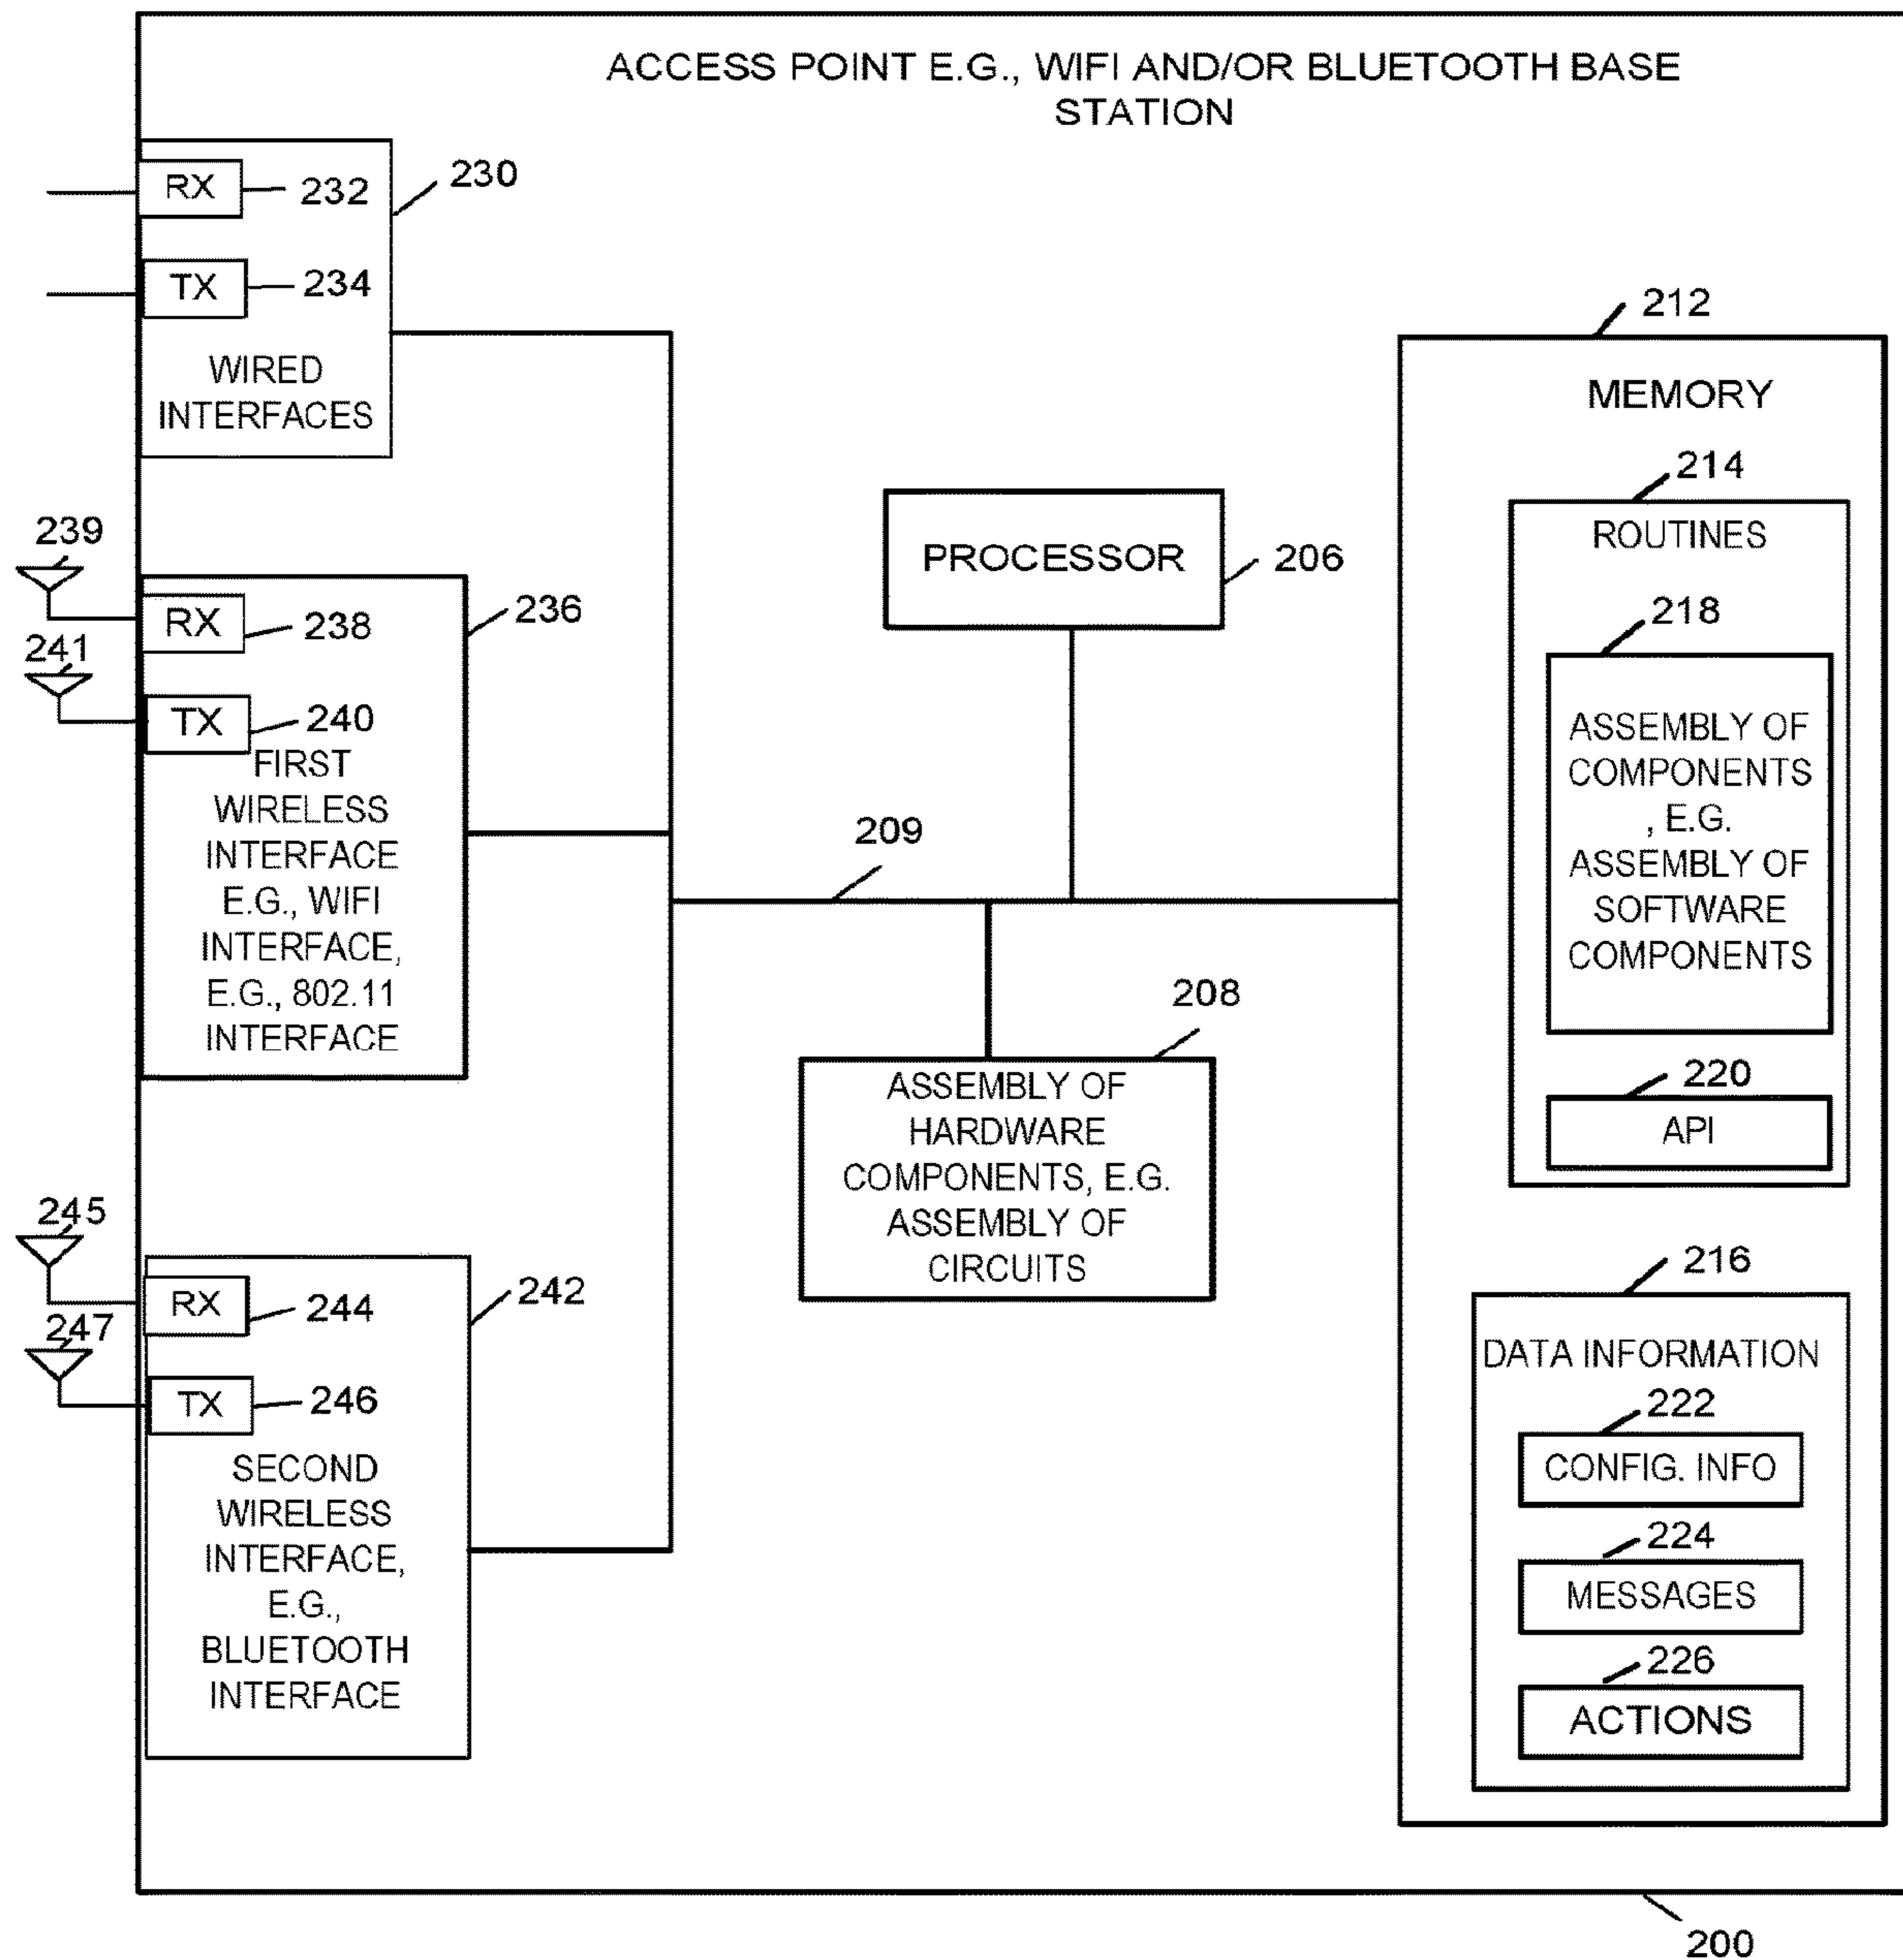 ACCESS POINT E.G., WIFI AND/OR BLUETOOTH BASE
STATION
RX
232
230
TX
234
WIRED
INTERFACES
239
RX
238
236
241
TX
240
FIRST
WIRELESS
INTERFACE
E.G., WIFI
INTERFACE,
E.G., 802.11
INTERFACE
245
RX
244
242
247
TX
246
SECOND
WIRELESS
INTERFACE,
E.G.,
BLUETOOTH
INTERFACE
PROCESSOR
206
209
208
ASSEMBLY OF
HARDWARE
COMPONENTS, E.G.
ASSEMBLY OF
CIRCUITS
212
MEMORY
214
ROUTINES
218
ASSEMBLY OF
COMPONENTS
, E.G.
ASSEMBLY OF
SOFTWARE
COMPONENTS
220
API
216
DATA INFORMATION
222
CONFIG. INFO
224
MESSAGES
226
ACTIONS
200